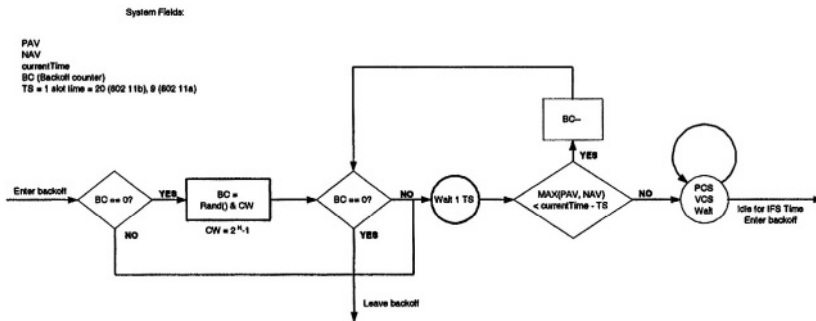 System Fields:
PAV
NAV
currentTime
BC (Backoff counter)
TS = 1 slot time = 20 (802 11b), 9 (802 11a)
BC--
YES
Enter backoff
BC == 0?
YES
BC =
Rand() & CW
BC == 0?
NO
Wait 1 TS
MAX(PAV, NAV)
< currentTime - TS
NO
PCS
VCS
Wait
Idle for IFS Time
Enter backoff
NO
CW = 2^N-1
YES
Leave backoff